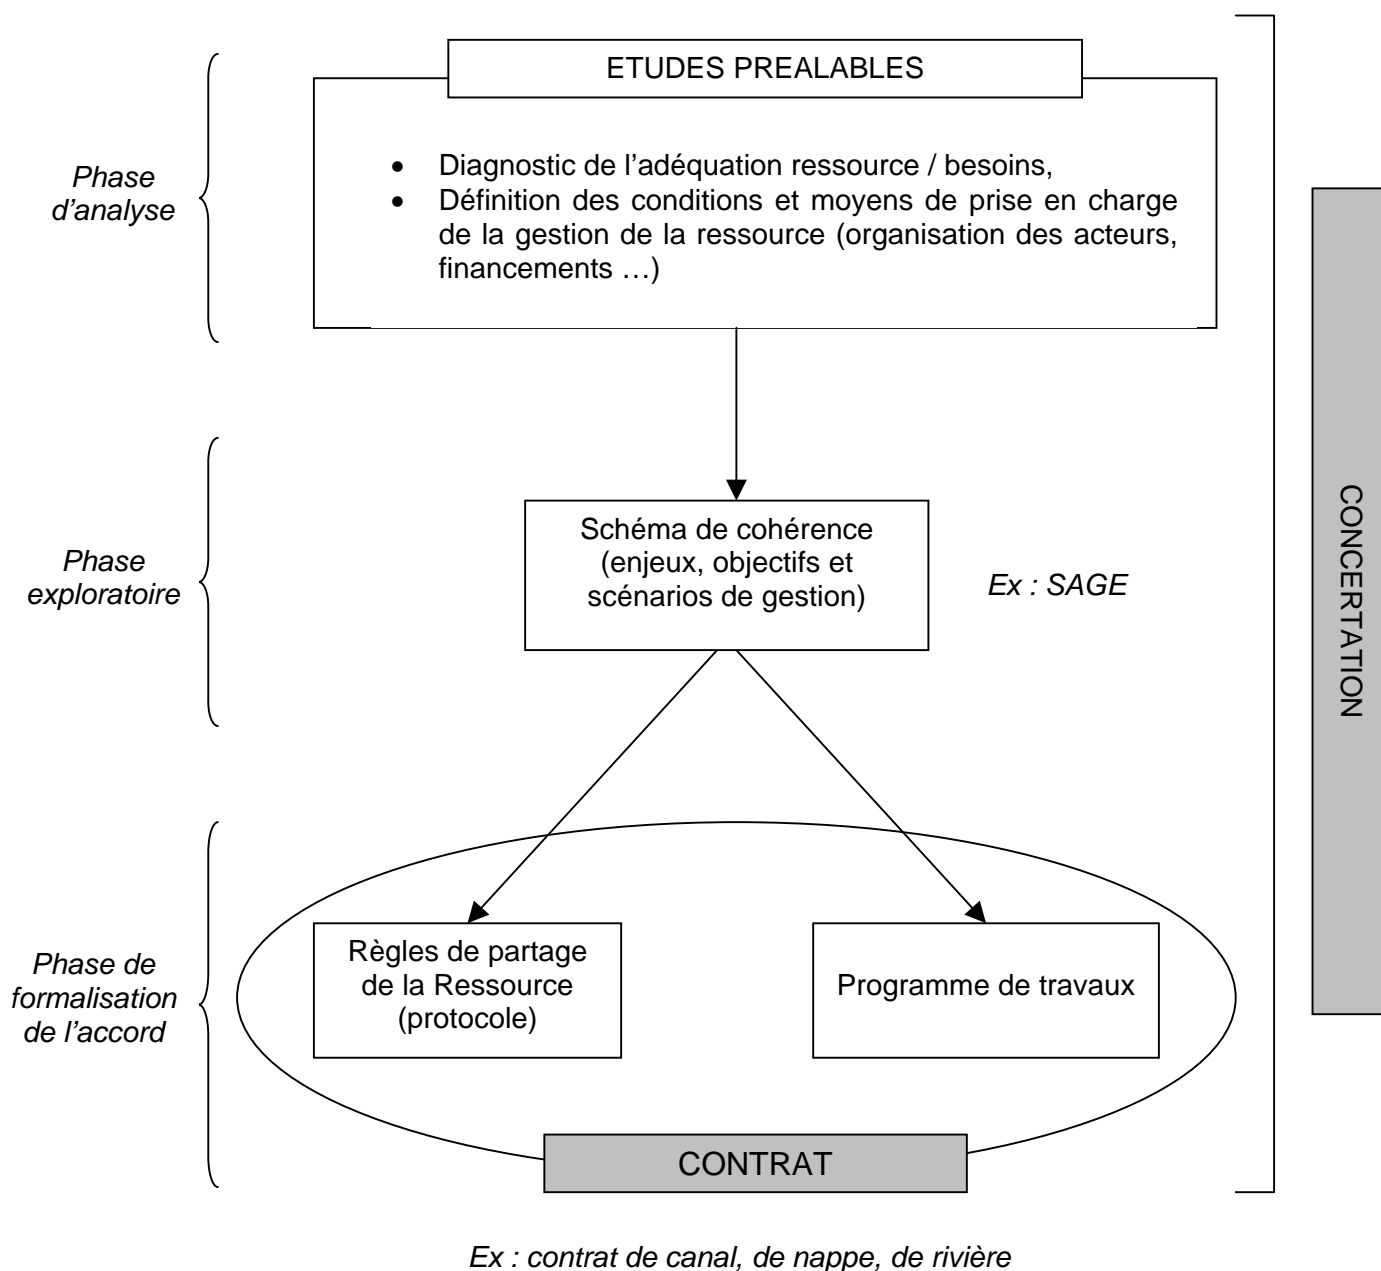 ETUDES PREALABLES
Phase
d'analyse
• Diagnostic de l'adéquation ressource / besoins,
• Définition des conditions et moyens de prise en charge
de la gestion de la ressource (organisation des acteurs,
financements …)
Phase
exploratoire
Schéma de cohérence
(enjeux, objectifs et
scénarios de gestion)
Ex : SAGE
CONCERTATION
Phase de
formalisation
de l'accord
Règles de partage
de la Ressource
(protocole)
Programme de travaux
CONTRAT
Ex : contrat de canal, de nappe, de rivière